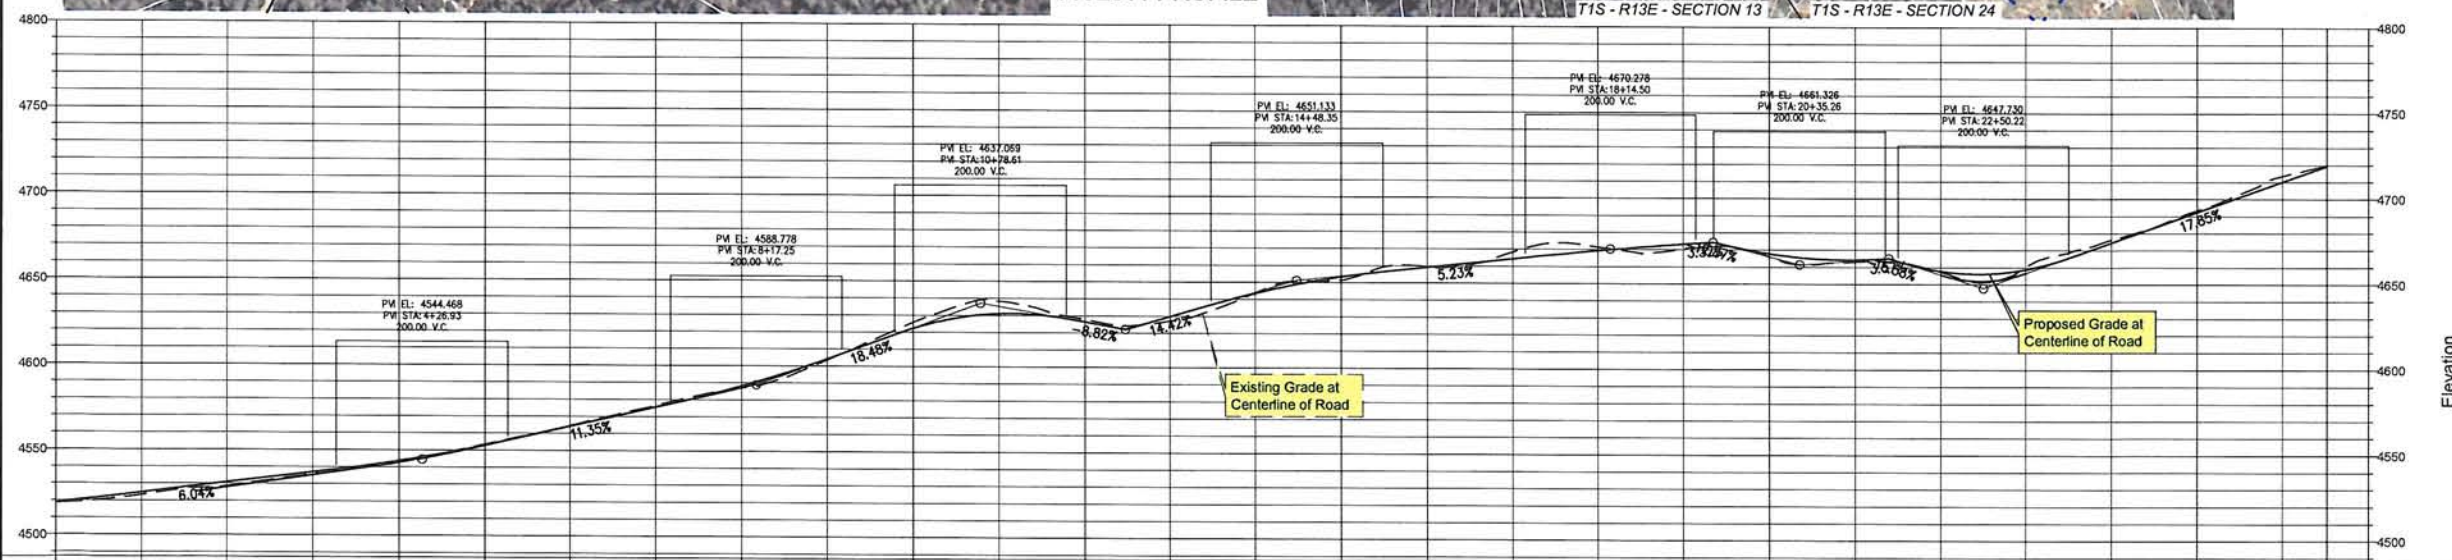 T1S - R13E - SECTION 13
T1S - R13E - SECTION 24
4800
4800
PVI EL: 4670.278
PVI STA:18+14.50
200.00 V.C.
PVI EL: 4661.326
PVI STA:20+35.26
200.00 V.C.
4750
4750
PVI EL: 4651.133
PVI STA:14+48.35
200.00 V.C.
PVI EL: 4647.730
PVI STA:22+50.22
200.00 V.C.
PVI EL: 4637.069
PVI STA:10+78.61
200.00 V.C.
4700
4700
17.85%
PVI EL: 4588.778
PVI STA:8+17.25
200.00 V.C.
4650
4650
5.23%
PVI EL: 4544.468
PVI STA:4+26.93
200.00 V.C.
18.48%
-8.82%
14.42%
Proposed Grade at
Centerline of Road
4600
4600
Elevation
Existing Grade at
Centerline of Road
11.35%
4550
4550
6.04%
4500
4500